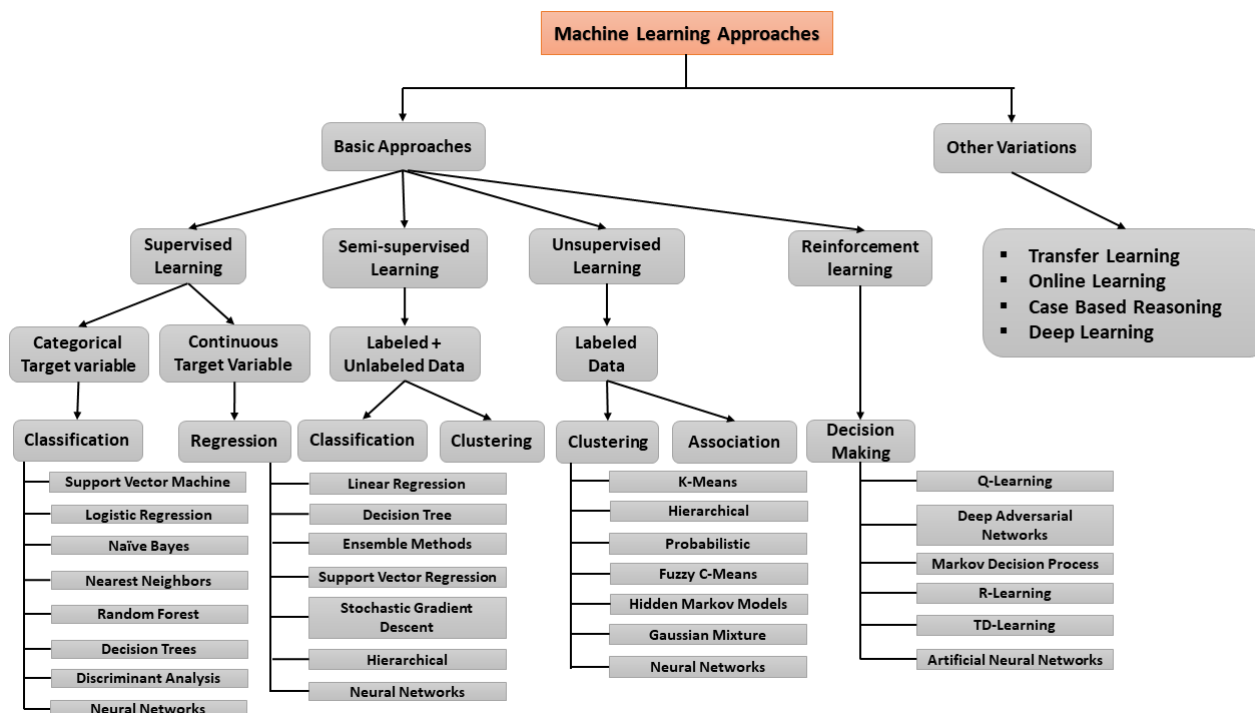 Machine Learning Approaches
Basic Approaches
Other Variations
Supervised
Learning
Semi-supervised
Learning
Unsupervised
Learning
Reinforcement
learning
▪ Transfer Learning
▪ Online Learning
▪ Case Based Reasoning
▪ Deep Learning
Categorical
Target variable
Continuous
Target Variable
Labeled +
Unlabeled Data
Labeled
Data
Classification
Regression
Classification
Clustering
Clustering
Association
Decision
Making
Support Vector Machine
Logistic Regression
Naïve Bayes
Nearest Neighbors
Random Forest
Decision Trees
Discriminant Analysis
Neural Networks
Linear Regression
Decision Tree
Ensemble Methods
Support Vector Regression
Stochastic Gradient
Descent
Hierarchical
Neural Networks
K-Means
Hierarchical
Probabilistic
Fuzzy C-Means
Hidden Markov Models
Gaussian Mixture
Neural Networks
Q-Learning
Deep Adversarial
Networks
Markov Decision Process
R-Learning
TD-Learning
Artificial Neural Networks